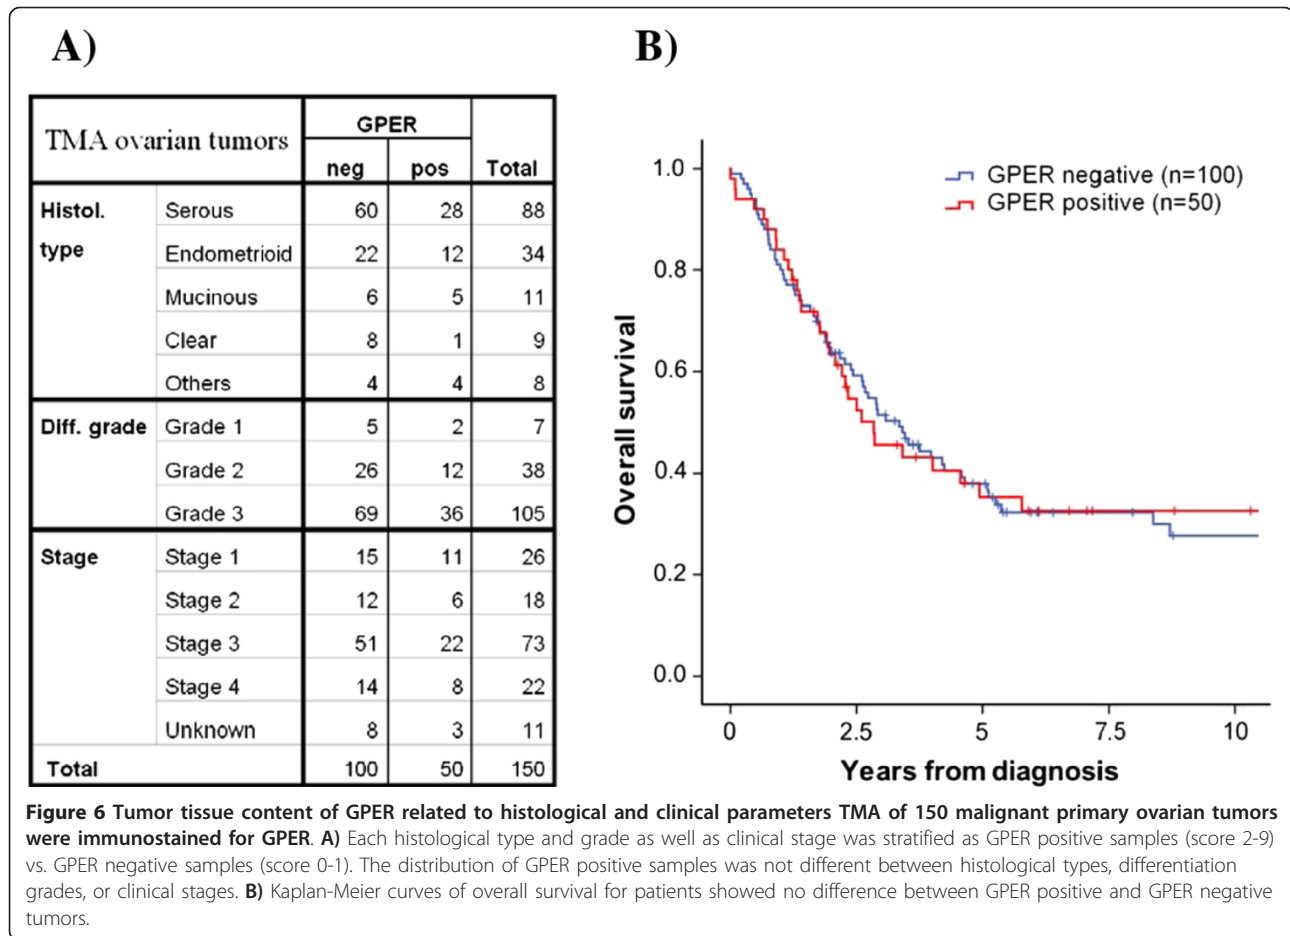 A)
TMA ovarian tumors GPER Total
neg pos
Histol. type Serous 60 28 88
Endometrioid 22 12 34
Mucinous 6 5 11
Clear 8 1 9
Others 4 4 8
Diff. grade Grade 1 5 2 7
Grade 2 26 12 38
Grade 3 69 36 105
Stage Stage 1 15 11 26
Stage 2 12 6 18
Stage 3 51 22 73
Stage 4 14 8 22
Unknown 8 3 11
Total 100 50 150
B)
GPER negative (n=100)
GPER positive (n=50)
Overall survival
1.0
0.8
0.6
0.4
0.2
0.0
0 2.5 5 7.5 10
Years from diagnosis
Figure 6 Tumor tissue content of GPER related to histological and clinical parameters TMA of 150 malignant primary ovarian tumors
were immunostained for GPER. A) Each histological type and grade as well as clinical stage was stratified as GPER positive samples (score 2-9)
vs. GPER negative samples (score 0-1). The distribution of GPER positive samples was not different between histological types, differentiation
grades, or clinical stages. B) Kaplan-Meier curves of overall survival for patients showed no difference between GPER positive and GPER negative
tumors.